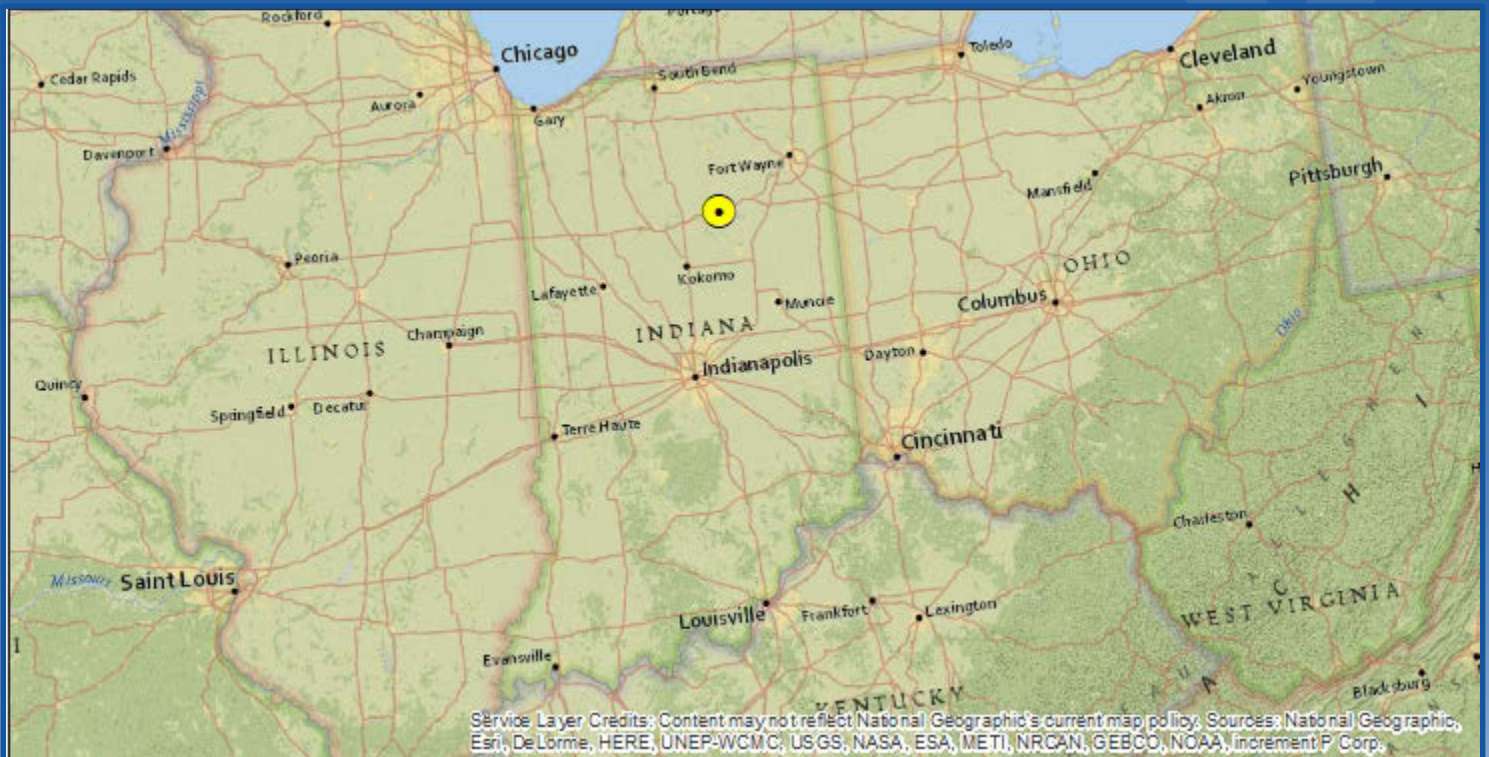 Rockford
Chicago
Toledo
Cleveland
Cedar Rapids
South Bend
Youngstown
Aurora
Akron
Gary
Mississippi
Davenport
Fort Wayne
Pittsburgh
Mansfield
Peoria
OHIO
Kokomo
Lafayette
Muncie
Columbus
INDIANA
Ohio
Champaign
ILLINOIS
Dayton
Indianapolis
Quincy
Springfield
Decatur
Terre Haute
Cincinnati
Charleston
Missouri
Saint Louis
WEST VIRGINIA
Louisville
Frankfort
Lexington
Evansville
Blacksburg
KENTUCKY
Service Layer Credits: Content may not reflect National Geographic's current map policy. Sources: National Geographic,
Esri, DeLorme, HERE, UNEP-WCMC, USGS, NASA, ESA, METI, NRCAN, GEBCO, NOAA, increment P Corp.